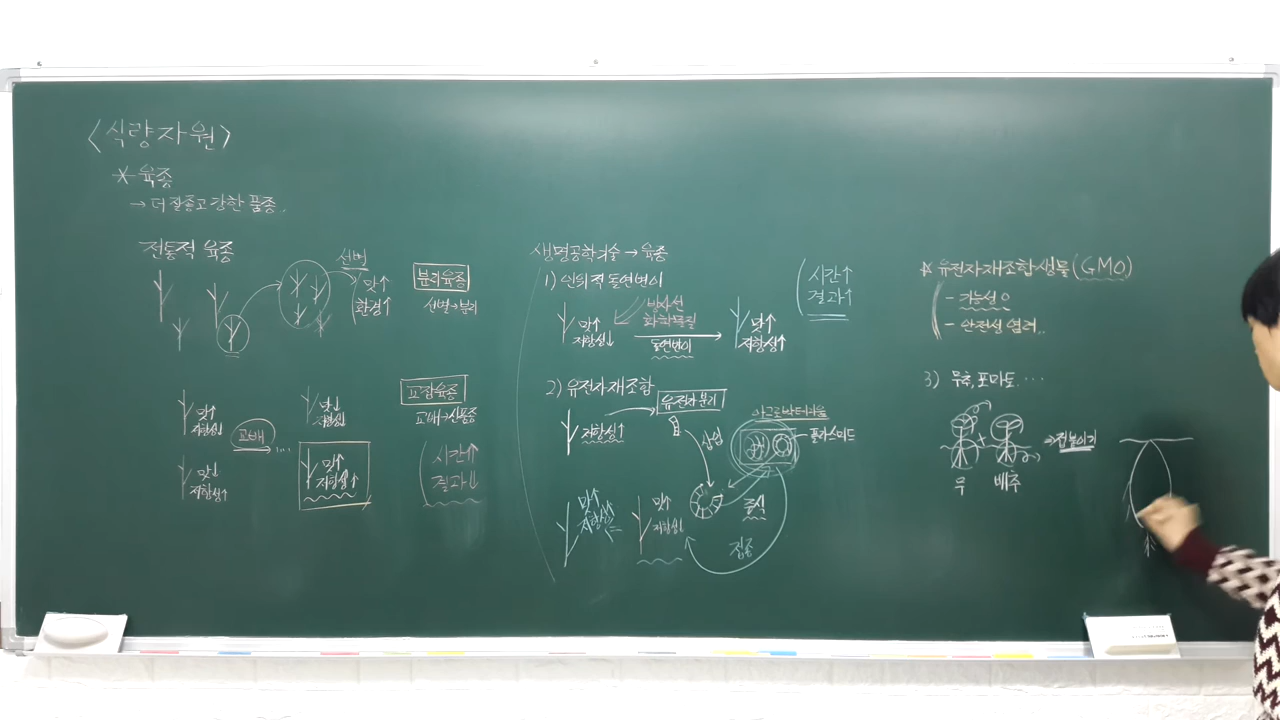 <식량자원>
* 육종
→ 더 잘좋고 강한 품종.
전통적 육종
선별
맛↑
환경↑
분리육종
선별→분리
맛↑
저항성↓
맛↓
저항성↑
교배
...
맛↓
저항성↓
맛↑
저항성↑
교잡육종
교배→신품종
시간↑
결과↓
생명공학기술 → 육종
1) 인위적 돌연변이
맛↑
저항성↓
방사선
화학물질
돌연변이
맛↑
저항성↑
시간↑
결과↑
2) 유전자 재조합
저항성↑
유전자 분리
삽입
아그로박테리움
플라스미드
증식
접종
맛↑
저항성↓
맛↑
저항성↑
* 유전자 재조합 생물(GMO)
- 가능성 O
- 안전성 염려..
3) 무추, 포마토....
무 + 배추
⇒ 접붙이기